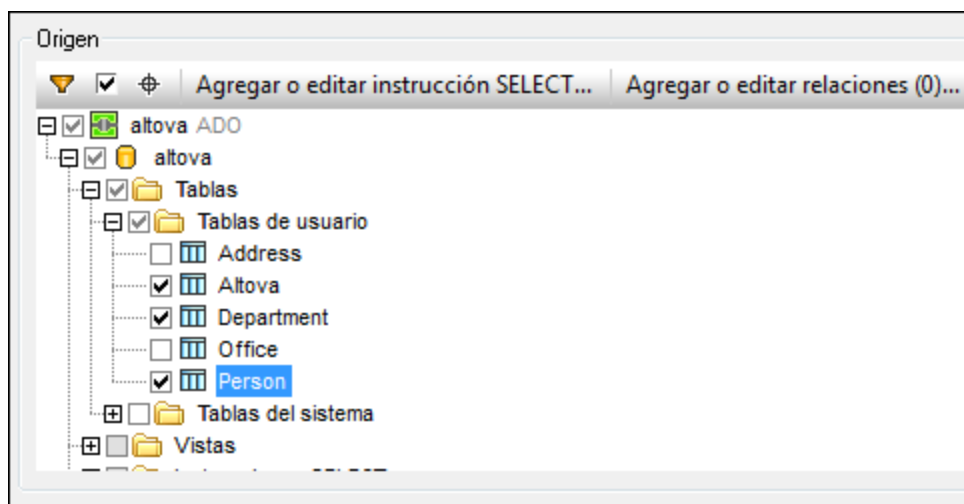 Origen
Agregar o editar instrucción SELECT... Agregar o editar relaciones (0)...
altova ADO
altova
Tablas
Tablas de usuario
Address
Altova
Department
Office
Person
Tablas del sistema
Vistas